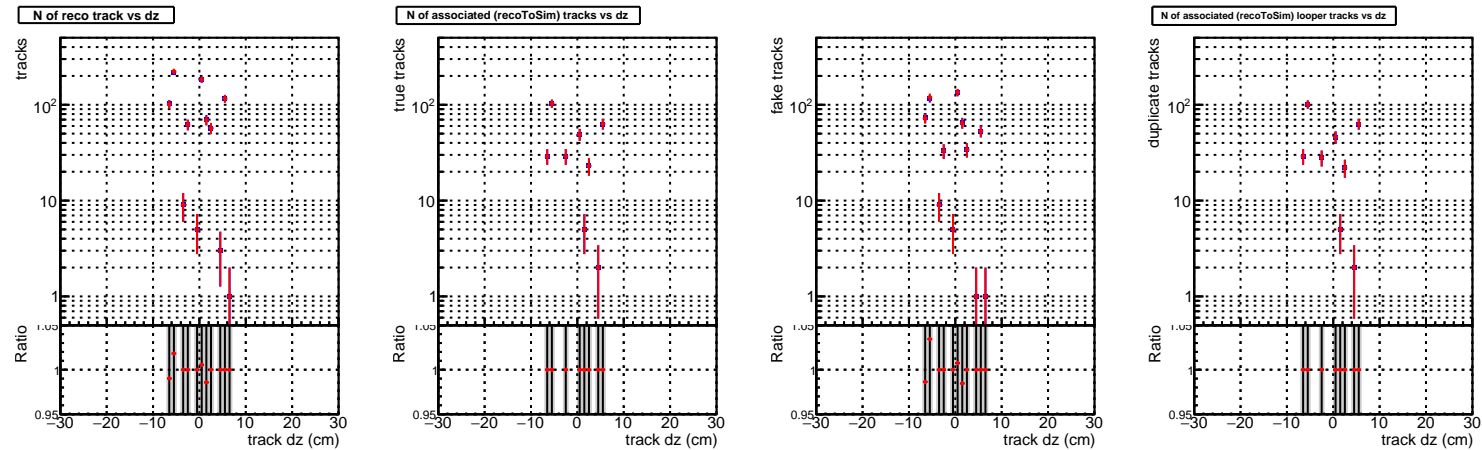 N of reco track vs dz
tracks
10²
10
1
1.05
Ratio
1
0.95
−30 −20 −10 0 10 20 30
track dz (cm)
N of associated (recoToSim) tracks vs dz
true tracks
10²
10
1
1.05
Ratio
1
0.95
−30 −20 −10 0 10 20 30
track dz (cm)
fake tracks
10²
10
1
1.05
Ratio
1
0.95
−30 −20 −10 0 10 20 30
track dz (cm)
N of associated (recoToSim) looper tracks vs dz
duplicate tracks
10²
10
1
1.05
Ratio
1
0.95
−30 −20 −10 0 10 20 30
track dz (cm)